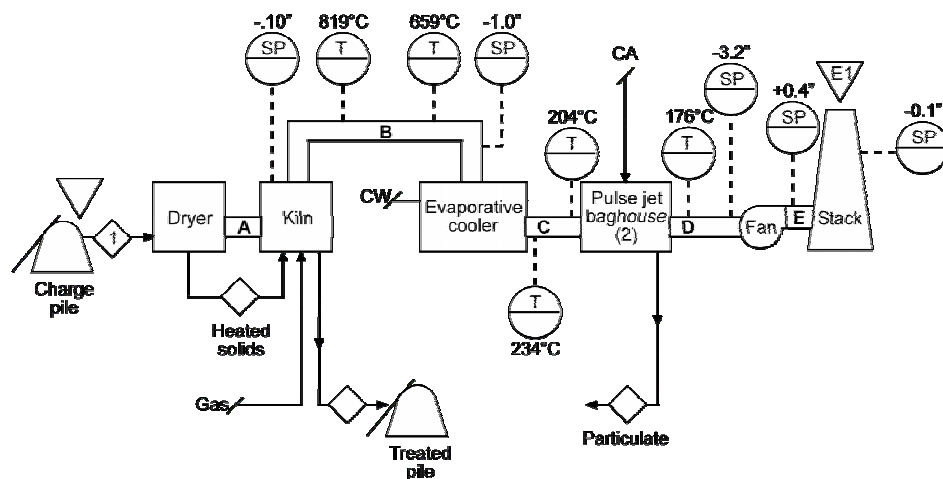 -.10"
819°C
659°C
-1.0"
SP
T
T
SP
-3.2"
SP
CA
+0.4"
SP
E1
-0.1"
SP
204°C
T
176°C
T
B
CW
Dryer
A
Kiln
Evaporative
cooler
C
Pulse jet
baghouse
(2)
D
Fan
E
Stack
1
Charge
pile
Heated
solids
T
234°C
Gas
Treated
pile
Particulate